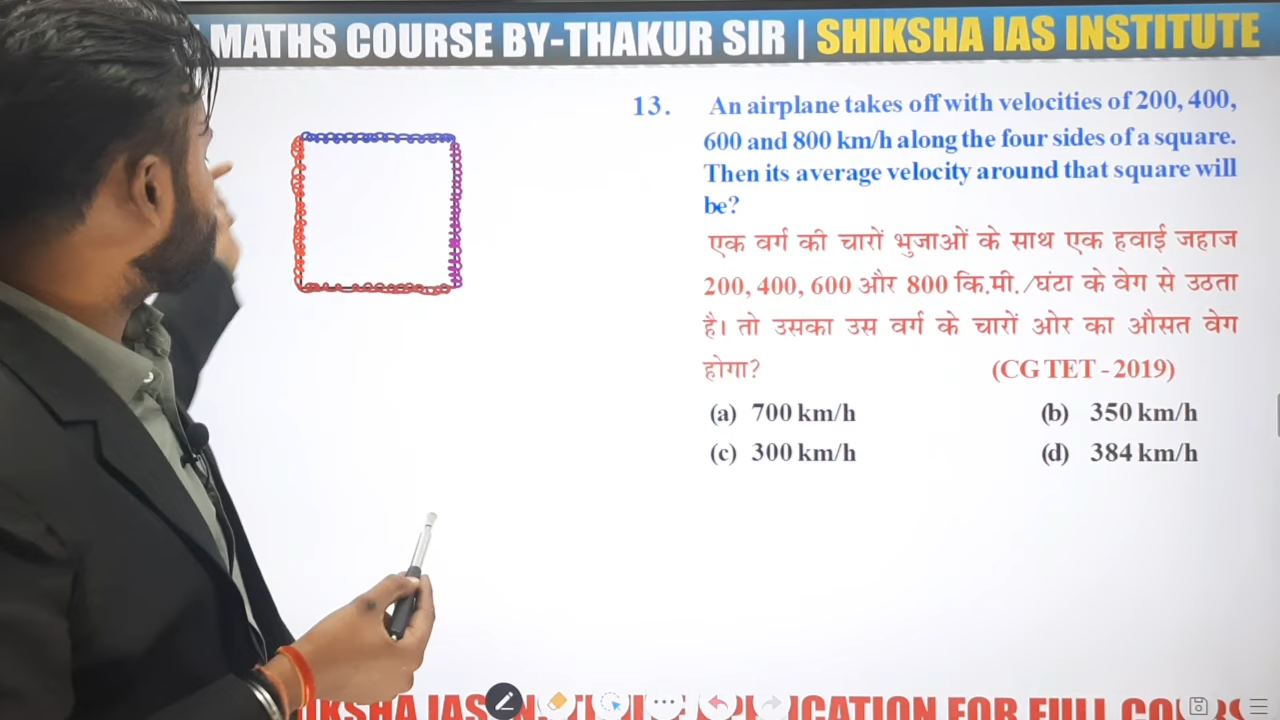 MATHS COURSE BY-THAKUR SIR | SHIKSHA IAS INSTITUTE
13. An airplane takes off with velocities of 200, 400,
600 and 800 km/h along the four sides of a square.
Then its average velocity around that square will
be?
एक वर्ग की चारों भुजाओं के साथ एक हवाई जहाज
200, 400, 600 और 800 कि.मी./घंटा के वेग से उठता
है। तो उसका उस वर्ग के चारों ओर का औसत वेग
होगा? (CG TET - 2019)
(a) 700 km/h (b) 350 km/h
(c) 300 km/h (d) 384 km/h
FOR FULL